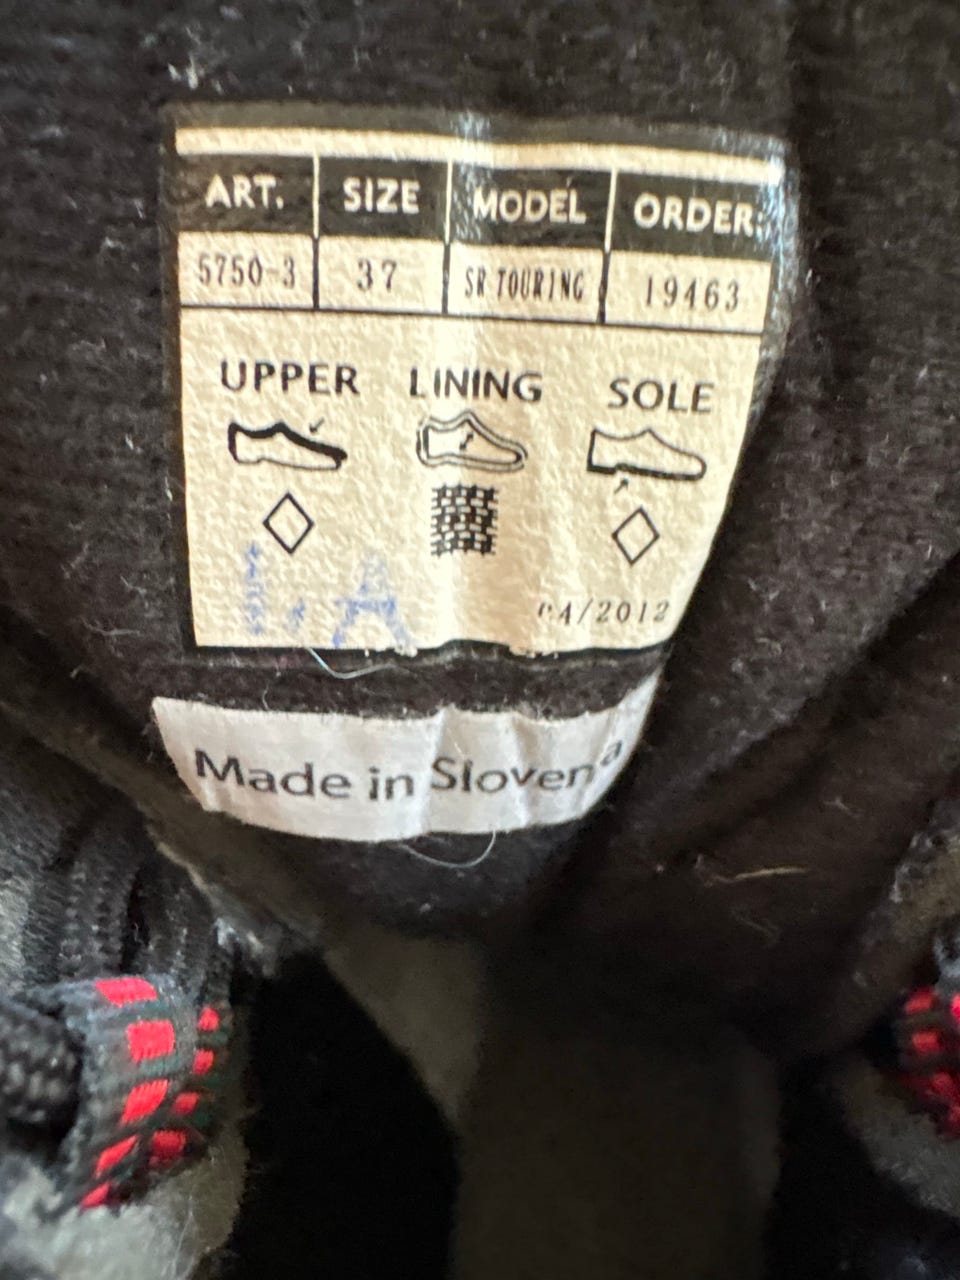 ART. SIZE MODEL ORDER:
5750-3 37 SR TOURING 19463
UPPER LINING SOLE
04/2012
Made in Slovenia